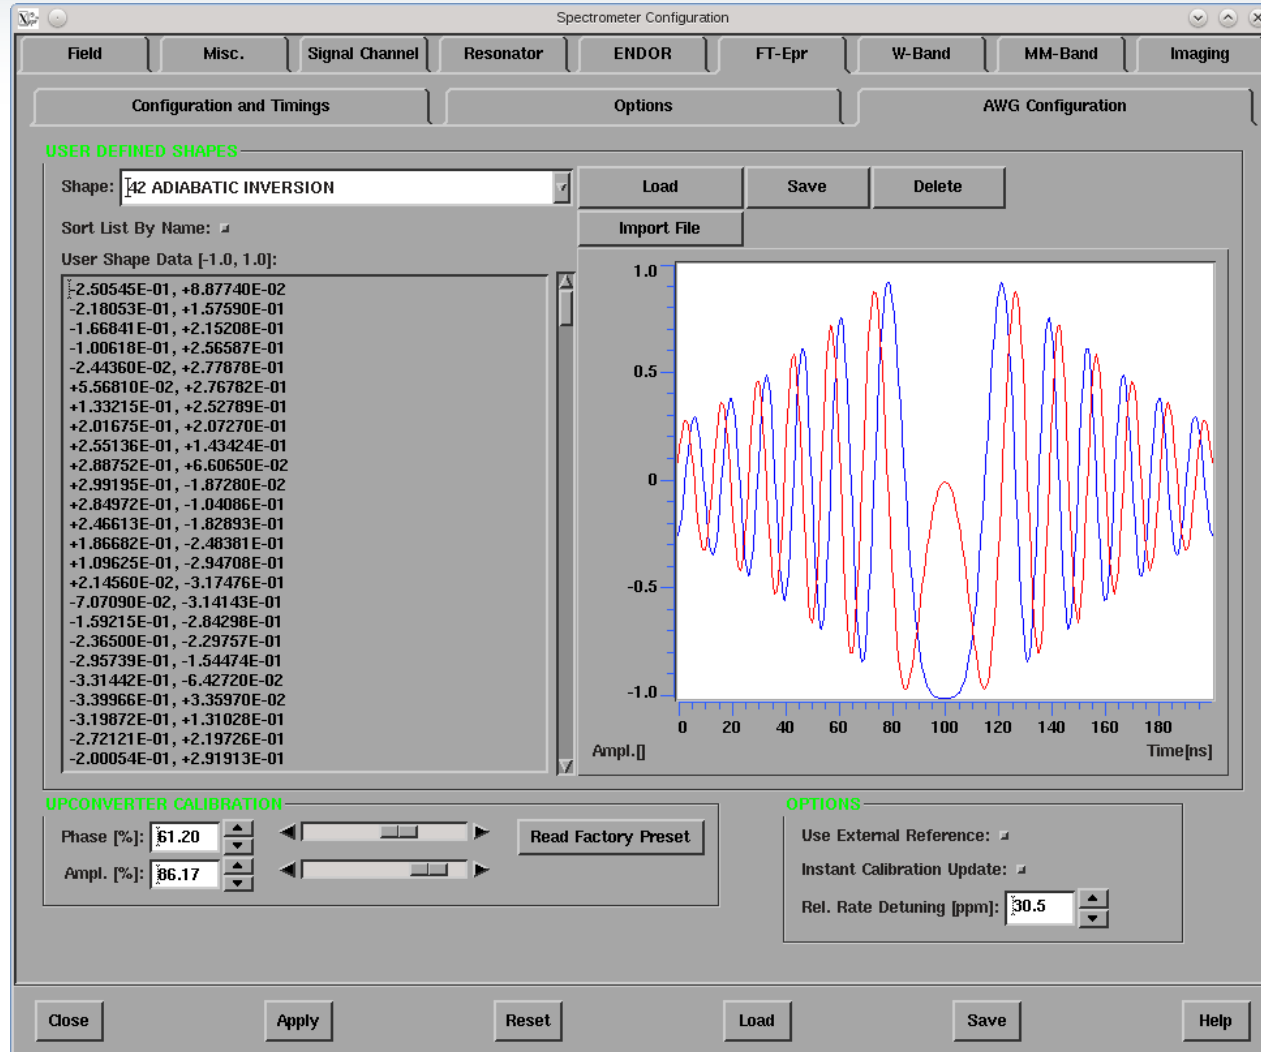 Spectrometer Configuration
Field Misc. Signal Channel Resonator ENDOR FT-Epr W-Band MM-Band Imaging
Configuration and Timings Options AWG Configuration
USER DEFINED SHAPES
Shape: 42 ADIABATIC INVERSION Load Save Delete
Sort List By Name: Import File
User Shape Data [-1.0, 1.0]:
-2.50545E-01, +8.87740E-02
-2.18053E-01, +1.57590E-01
-1.66841E-01, +2.15208E-01
-1.00618E-01, +2.56587E-01
-2.44360E-02, +2.77878E-01
+5.56810E-02, +2.76782E-01
+1.33215E-01, +2.52789E-01
+2.01675E-01, +2.07270E-01
+2.55136E-01, +1.43424E-01
+2.88752E-01, +6.60650E-02
+2.99195E-01, -1.87280E-02
+2.84972E-01, -1.04086E-01
+2.46613E-01, -1.82893E-01
+1.86682E-01, -2.48381E-01
+1.09625E-01, -2.94708E-01
+2.14560E-02, -3.17476E-01
-7.07090E-02, -3.14143E-01
-1.59215E-01, -2.84298E-01
-2.36500E-01, -2.29757E-01
-2.95739E-01, -1.54474E-01
-3.31442E-01, -6.42720E-02
-3.39966E-01, +3.35970E-02
-3.19872E-01, +1.31028E-01
-2.72121E-01, +2.19726E-01
-2.00054E-01, +2.91913E-01
1.0
0.5
0
-0.5
-1.0
0 20 40 60 80 100 120 140 160 180
Ampl.[] Time[ns]
UPCONVERTER CALIBRATION
Phase [%]: 61.20 Read Factory Preset
Ampl. [%]: 86.17
OPTIONS
Use External Reference:
Instant Calibration Update:
Rel. Rate Detuning [ppm]: 30.5
Close Apply Reset Load Save Help